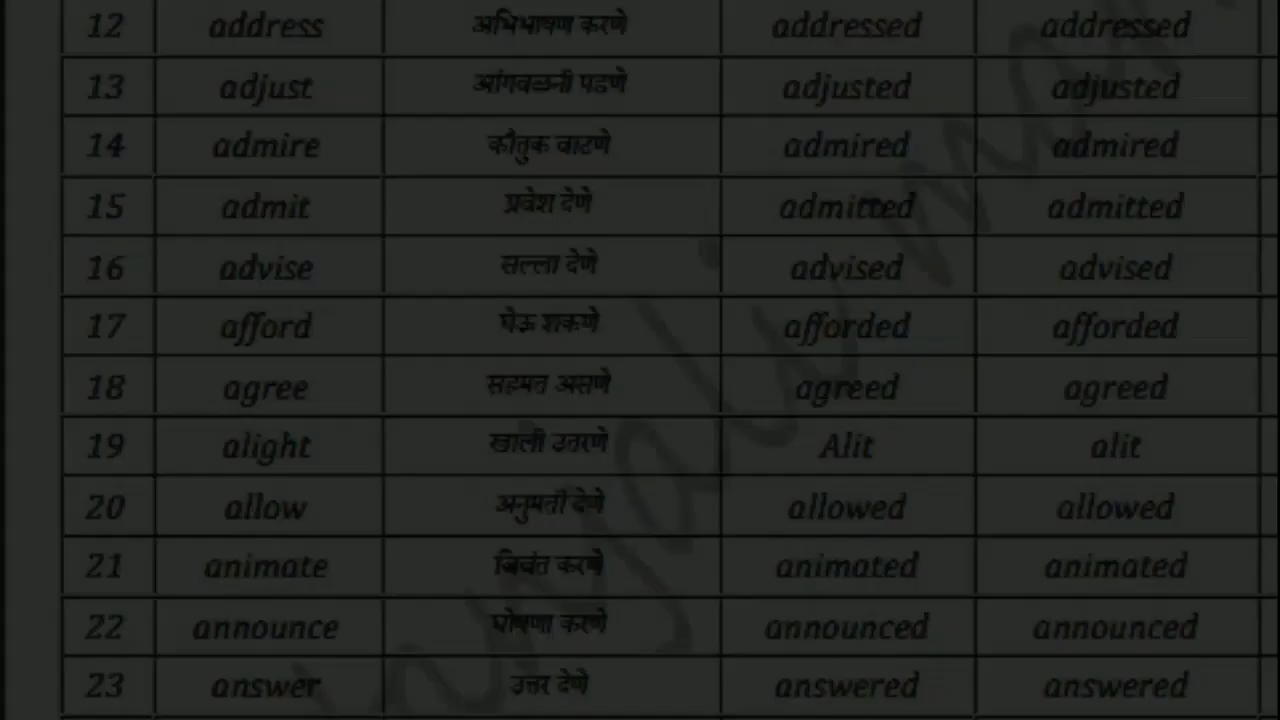 12 address अभिभाषण करणे addressed addressed
13 adjust आंगवळनी पडणे adjusted adjusted
14 admire कौतुक वाटणे admired admired
15 admit प्रवेश देणे admitted admitted
16 advise सल्ला देणे advised advised
17 afford घेऊ शकणे afforded afforded
18 agree सहमत असणे agreed agreed
19 alight खाली उतरणे Alit alit
20 allow अनुमती देणे allowed allowed
21 animate जिवंत करणे animated animated
22 announce घोषणा करणे announced announced
23 answer उत्तर देणे answered answered